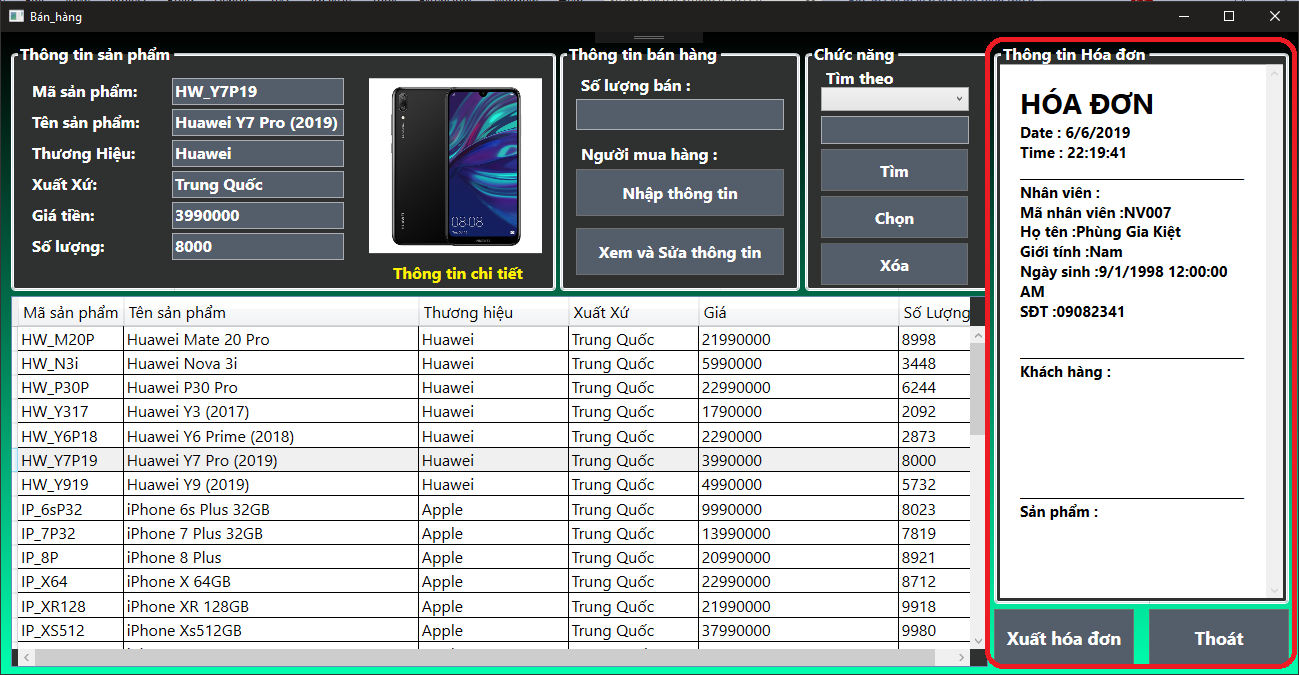 Bán_hàng
Thông tin sản phẩm
Mã sản phẩm: HW_Y7P19
Tên sản phẩm: Huawei Y7 Pro (2019)
Thương Hiệu: Huawei
Xuất Xứ: Trung Quốc
Giá tiền: 3990000
Số lượng: 8000
08:08
HUAWEI
Thông tin chi tiết
Thông tin bán hàng
Số lượng bán :
Người mua hàng :
Nhập thông tin
Xem và Sửa thông tin
Chức năng
Tìm theo
Tìm
Chọn
Xóa
Mã sản phẩm Tên sản phẩm Thương hiệu Xuất Xứ Giá Số Lượng
HW_M20P Huawei Mate 20 Pro Huawei Trung Quốc 21990000 8998
HW_N3i Huawei Nova 3i Huawei Trung Quốc 5990000 3448
HW_P30P Huawei P30 Pro Huawei Trung Quốc 22990000 6244
HW_Y317 Huawei Y3 (2017) Huawei Trung Quốc 1790000 2092
HW_Y6P18 Huawei Y6 Prime (2018) Huawei Trung Quốc 2290000 2873
HW_Y7P19 Huawei Y7 Pro (2019) Huawei Trung Quốc 3990000 8000
HW_Y919 Huawei Y9 (2019) Huawei Trung Quốc 4990000 5732
IP_6sP32 iPhone 6s Plus 32GB Apple Trung Quốc 9990000 8023
IP_7P32 iPhone 7 Plus 32GB Apple Trung Quốc 13990000 7819
IP_8P iPhone 8 Plus Apple Trung Quốc 20990000 8921
IP_X64 iPhone X 64GB Apple Trung Quốc 22990000 8712
IP_XR128 iPhone XR 128GB Apple Trung Quốc 21990000 9918
IP_XS512 iPhone Xs512GB Apple Trung Quốc 37990000 9980
Thông tin Hóa đơn
HÓA ĐƠN
Date : 6/6/2019
Time : 22:19:41
Nhân viên :
Mã nhân viên :NV007
Họ tên :Phùng Gia Kiệt
Giới tính :Nam
Ngày sinh :9/1/1998 12:00:00
AM
SĐT :09082341
Khách hàng :
Sản phẩm :
Xuất hóa đơn
Thoát